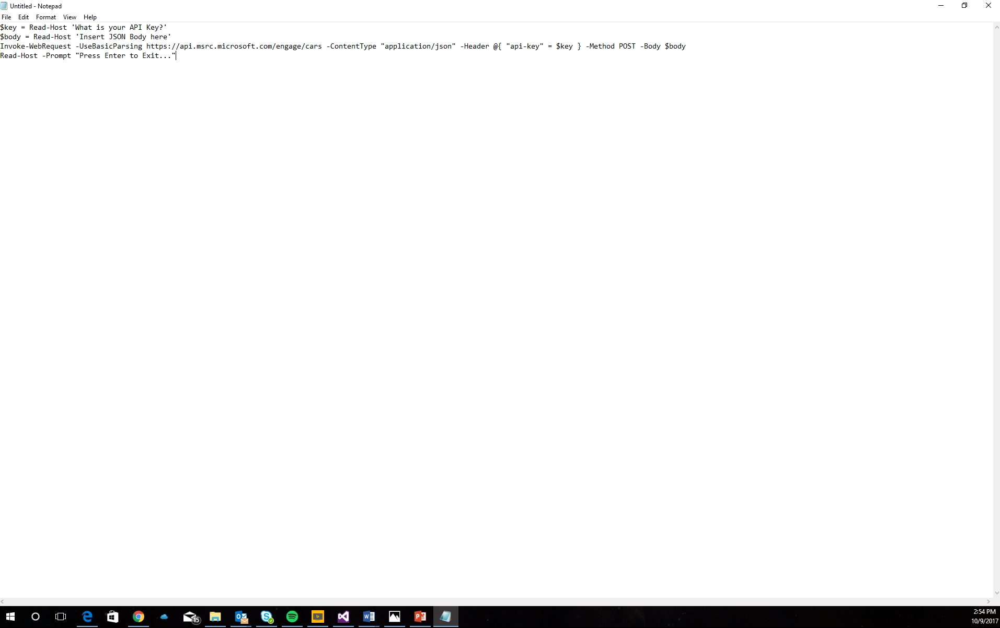 Untitled - Notepad
File Edit Format View Help
$key = Read-Host 'What is your API Key?'
$body = Read-Host 'Insert JSON Body here'
Invoke-WebRequest -UseBasicParsing https://api.msrc.microsoft.com/engage/cars -ContentType "application/json" -Header @{ "api-key" = $key } -Method POST -Body $body
Read-Host -Prompt "Press Enter to Exit..."
15
2:54 PM
10/9/2017